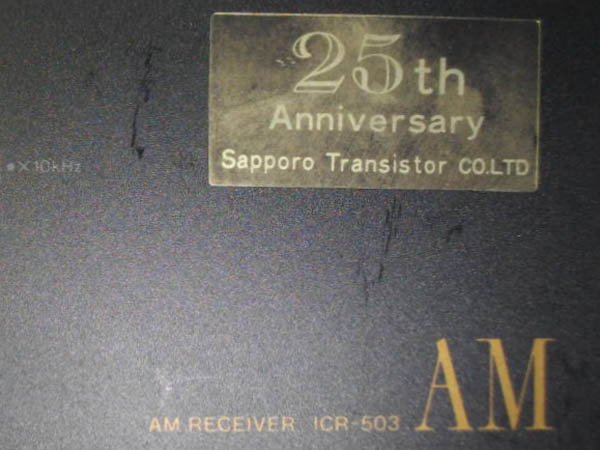 25th
Anniversary
Sapporo Transistor CO.LTD
×10kHz
AM RECEIVER ICR-503 AM